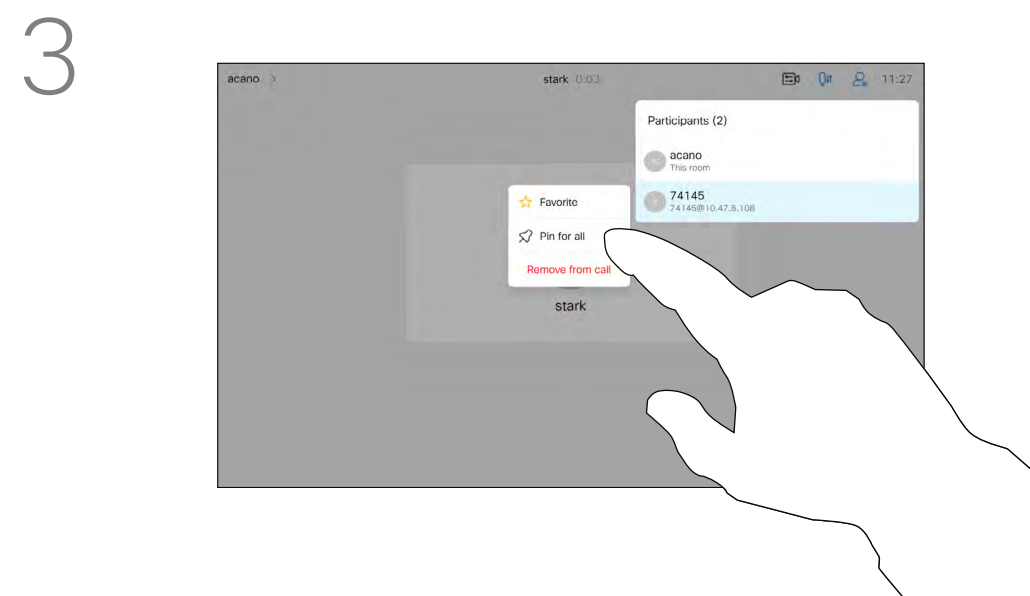 3
acano
stark 0:03
11:27
Participants (2)
acano
This room
74145
74145@10.47.8.108
Favorite
Pin for all
Remove from call
stark